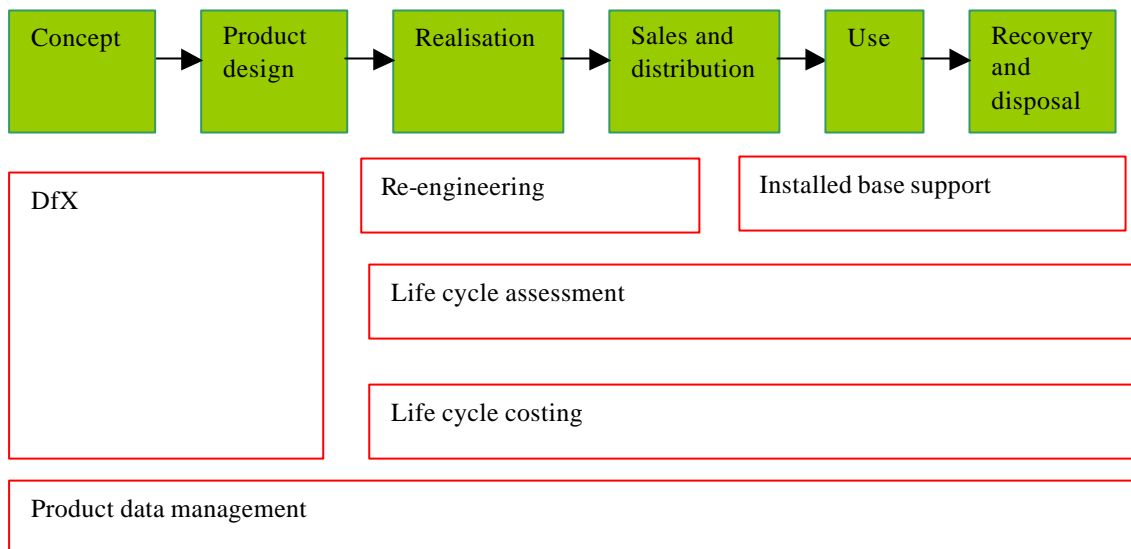 Concept
Product
design
Realisation
Sales and
distribution
Use
Recovery
and
disposal
DfX
Re-engineering
Installed base support
Life cycle assessment
Life cycle costing
Product data management